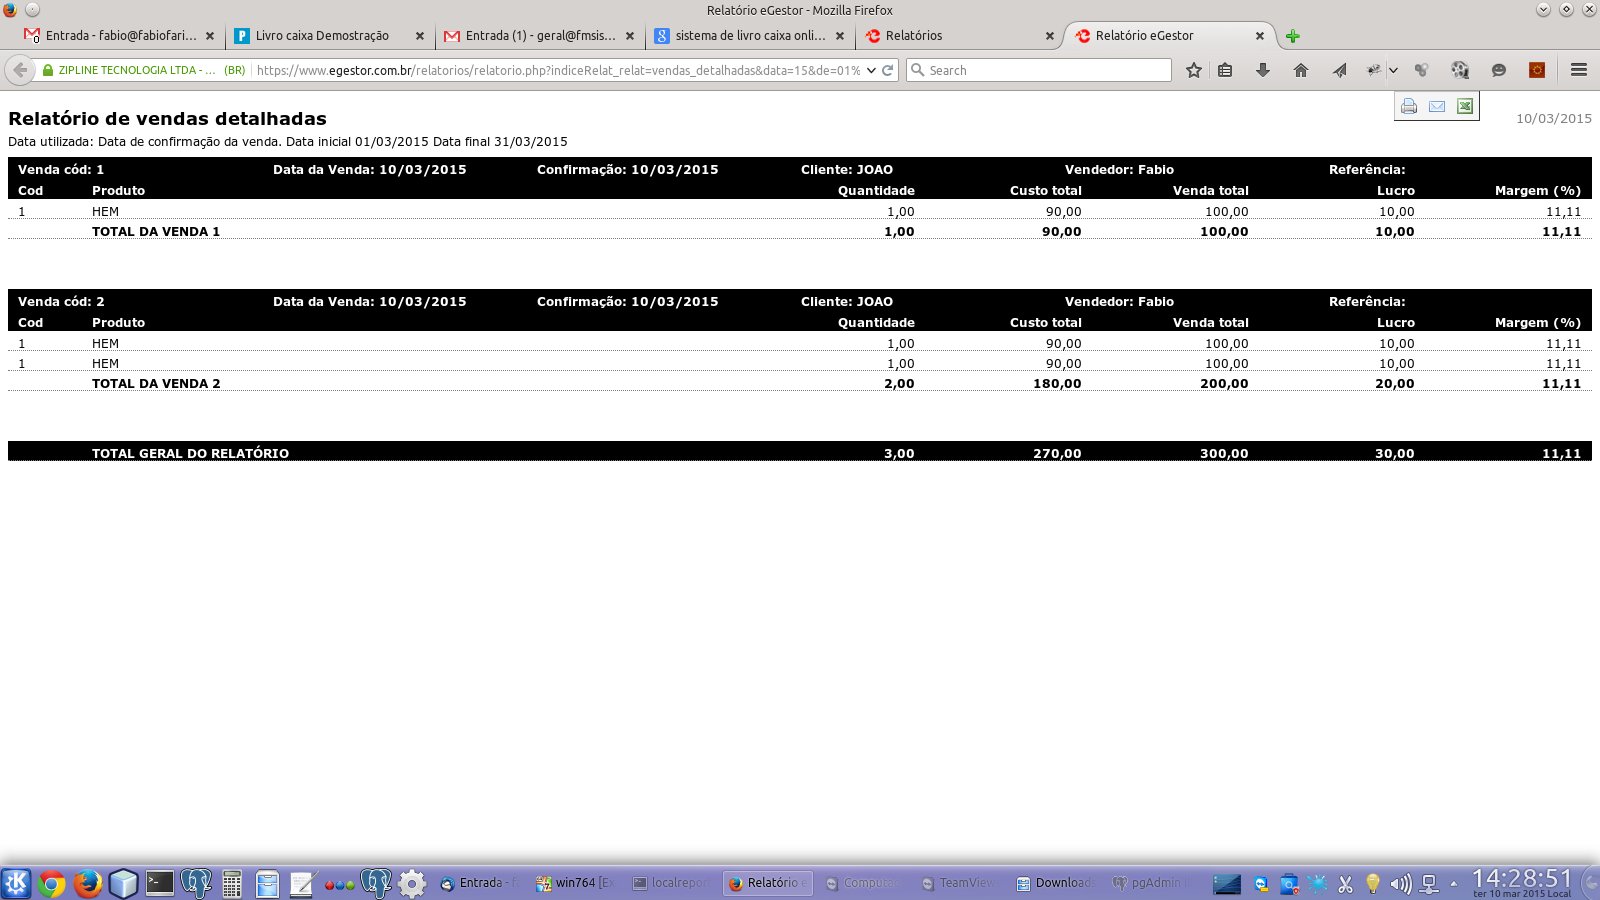 Relatório eGestor - Mozilla Firefox
Entrada - fabio@fabiofari... Livro caixa Demostração Entrada (1) - geral@fmsis... sistema de livro caixa onli... Relatórios Relatório eGestor
ZIPLINE TECNOLOGIA LTDA - ... (BR) https://www.egestor.com.br/relatorios/relatorio.php?indiceRelat_relat=vendas_detalhadas&data=15&de=01% Search
Relatório de vendas detalhadas 10/03/2015
Data utilizada: Data de confirmação da venda. Data inicial 01/03/2015 Data final 31/03/2015
Venda cód: 1 Data da Venda: 10/03/2015 Confirmação: 10/03/2015 Cliente: JOAO Vendedor: Fabio Referência:
Cod Produto Quantidade Custo total Venda total Lucro Margem (%)
1 HEM 1,00 90,00 100,00 10,00 11,11
TOTAL DA VENDA 1 1,00 90,00 100,00 10,00 11,11
Venda cód: 2 Data da Venda: 10/03/2015 Confirmação: 10/03/2015 Cliente: JOAO Vendedor: Fabio Referência:
Cod Produto Quantidade Custo total Venda total Lucro Margem (%)
1 HEM 1,00 90,00 100,00 10,00 11,11
1 HEM 1,00 90,00 100,00 10,00 11,11
TOTAL DA VENDA 2 2,00 180,00 200,00 20,00 11,11
TOTAL GERAL DO RELATÓRIO 3,00 270,00 300,00 30,00 11,11
Entrada - f win764 [Ex localrepor Relatório e Computa TeamView Downloads pgAdmin 14:28:51
ter 10 mar 2015 Local